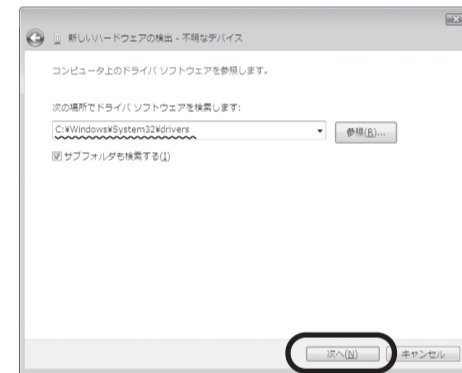 新しいハードウェアの検出 - 不明なデバイス
コンピュータ上のドライバ ソフトウェアを参照します。
次の場所でドライバ ソフトウェアを検索します:
C:¥Windows¥System32¥drivers
参照(R)...
サブフォルダも検索する(I)
次へ(N)
キャンセル